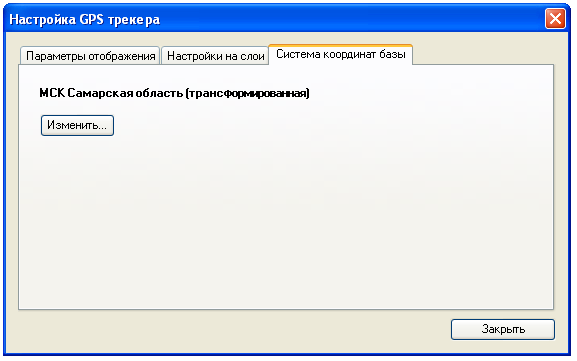 Настройка GPS трекера
Параметры отображения Настройки на слои Система координат базы
МСК Самарская область (трансформированная)
Изменить...
Закрыть